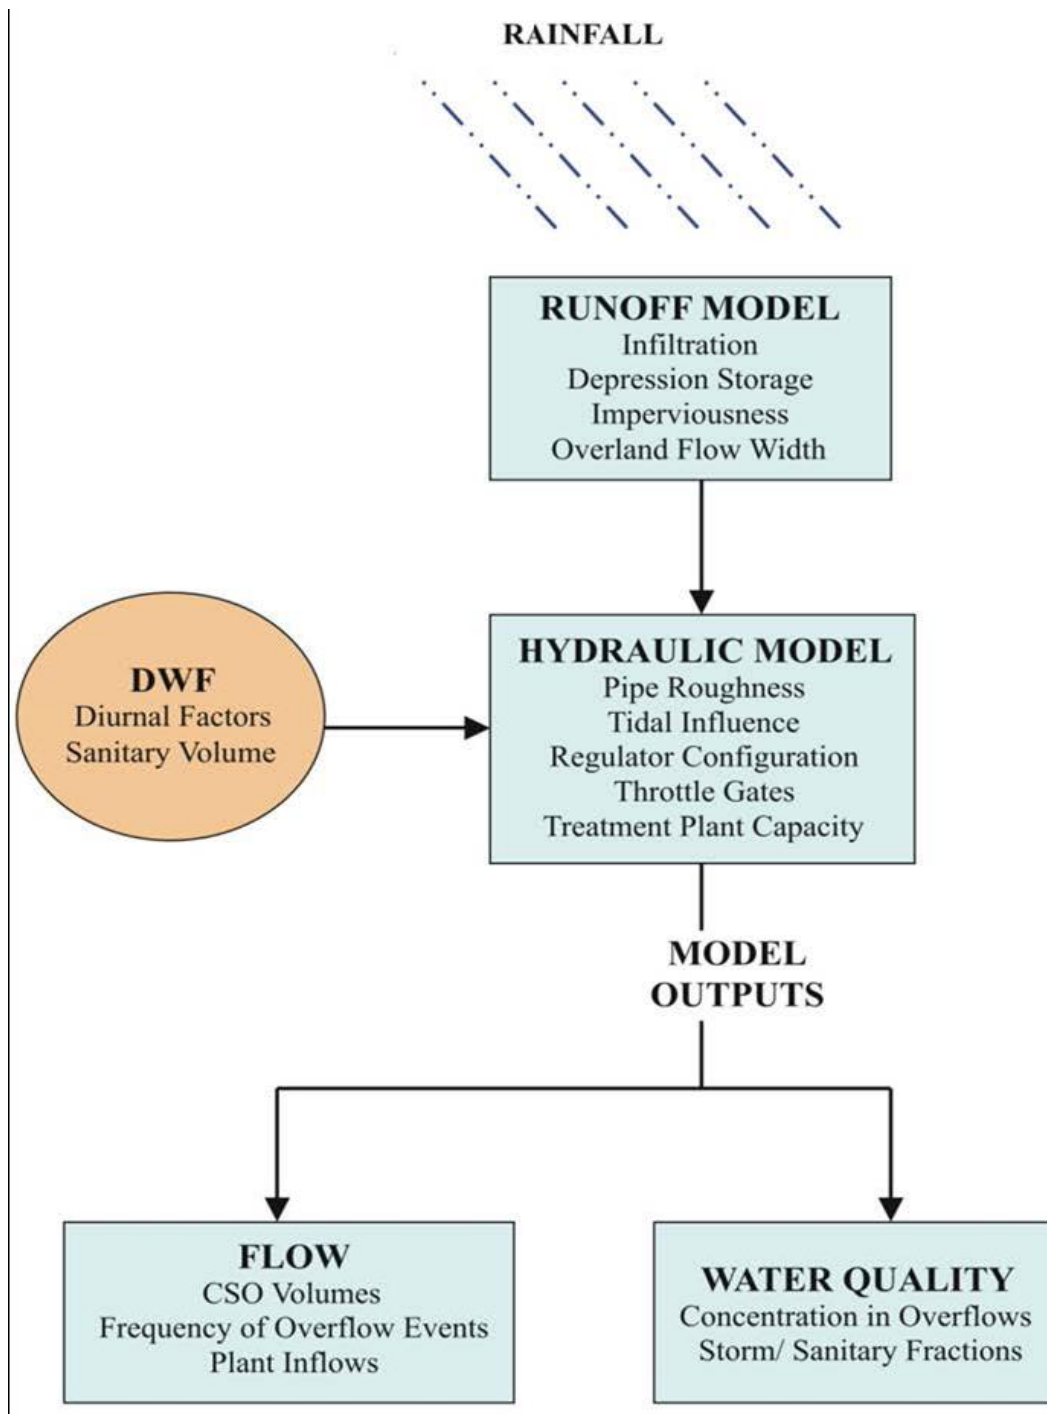 RAINFALL
RUNOFF MODEL
Infiltration
Depression Storage
Imperviousness
Overland Flow Width
DWF
Diurnal Factors
Sanitary Volume
HYDRAULIC MODEL
Pipe Roughness
Tidal Influence
Regulator Configuration
Throttle Gates
Treatment Plant Capacity
MODEL
OUTPUTS
FLOW
CSO Volumes
Frequency of Overflow Events
Plant Inflows
WATER QUALITY
Concentration in Overflows
Storm/ Sanitary Fractions